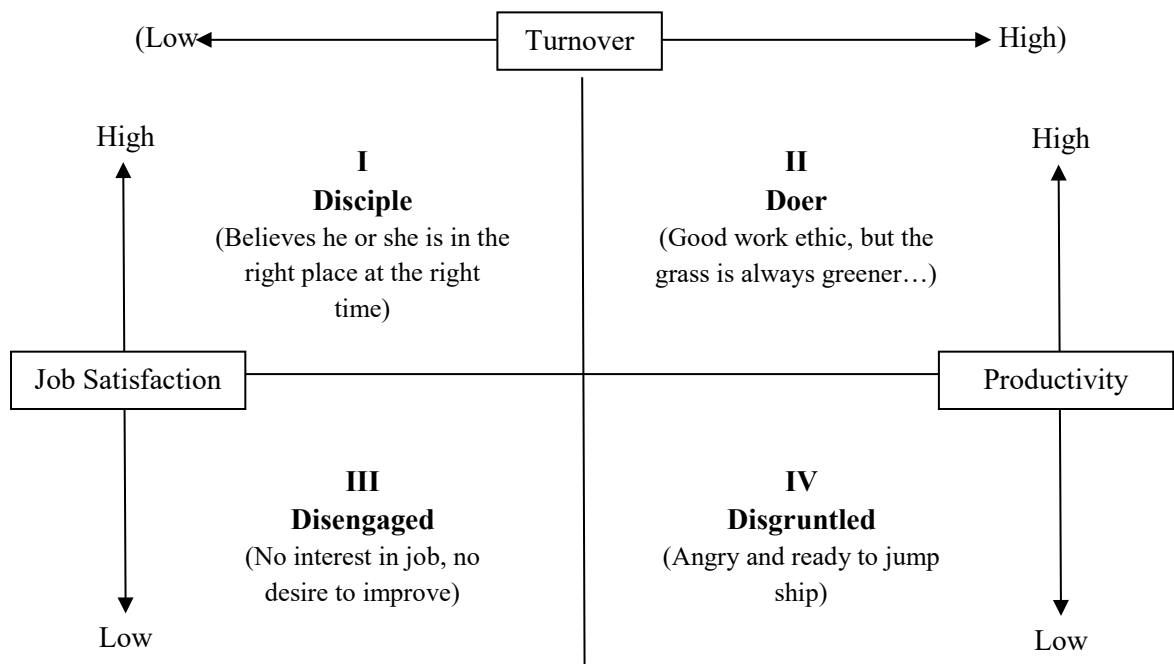 (Low
Turnover
High)
High
High
I
Disciple
(Believes he or she is in the
right place at the right
time)
II
Doer
(Good work ethic, but the
grass is always greener…)
Job Satisfaction
Productivity
III
Disengaged
(No interest in job, no
desire to improve)
IV
Disgruntled
(Angry and ready to jump
ship)
Low
Low